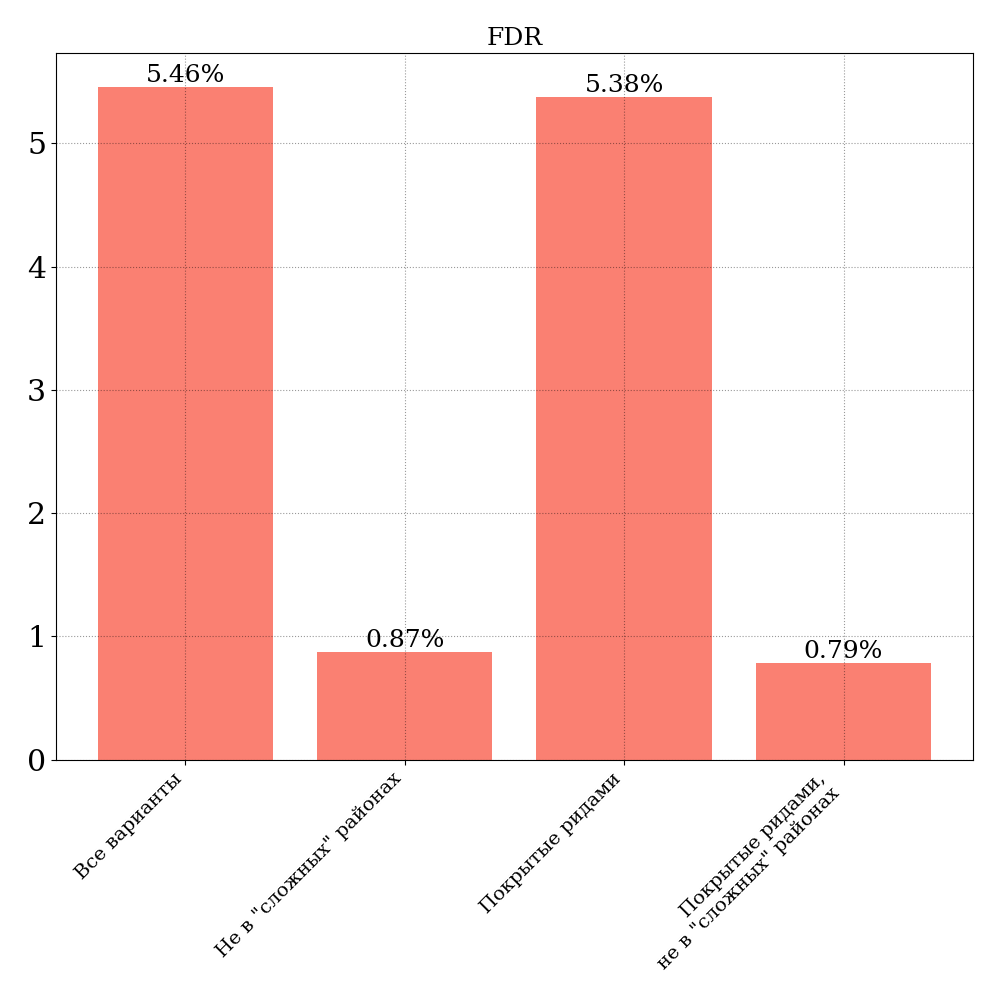 FDR
5.46%
0.87%
5.38%
0.79%
5
4
3
2
1
0
Все варианты
Не в "сложных" районах
Покрытые ридами
Покрытые ридами,
не в "сложных" районах